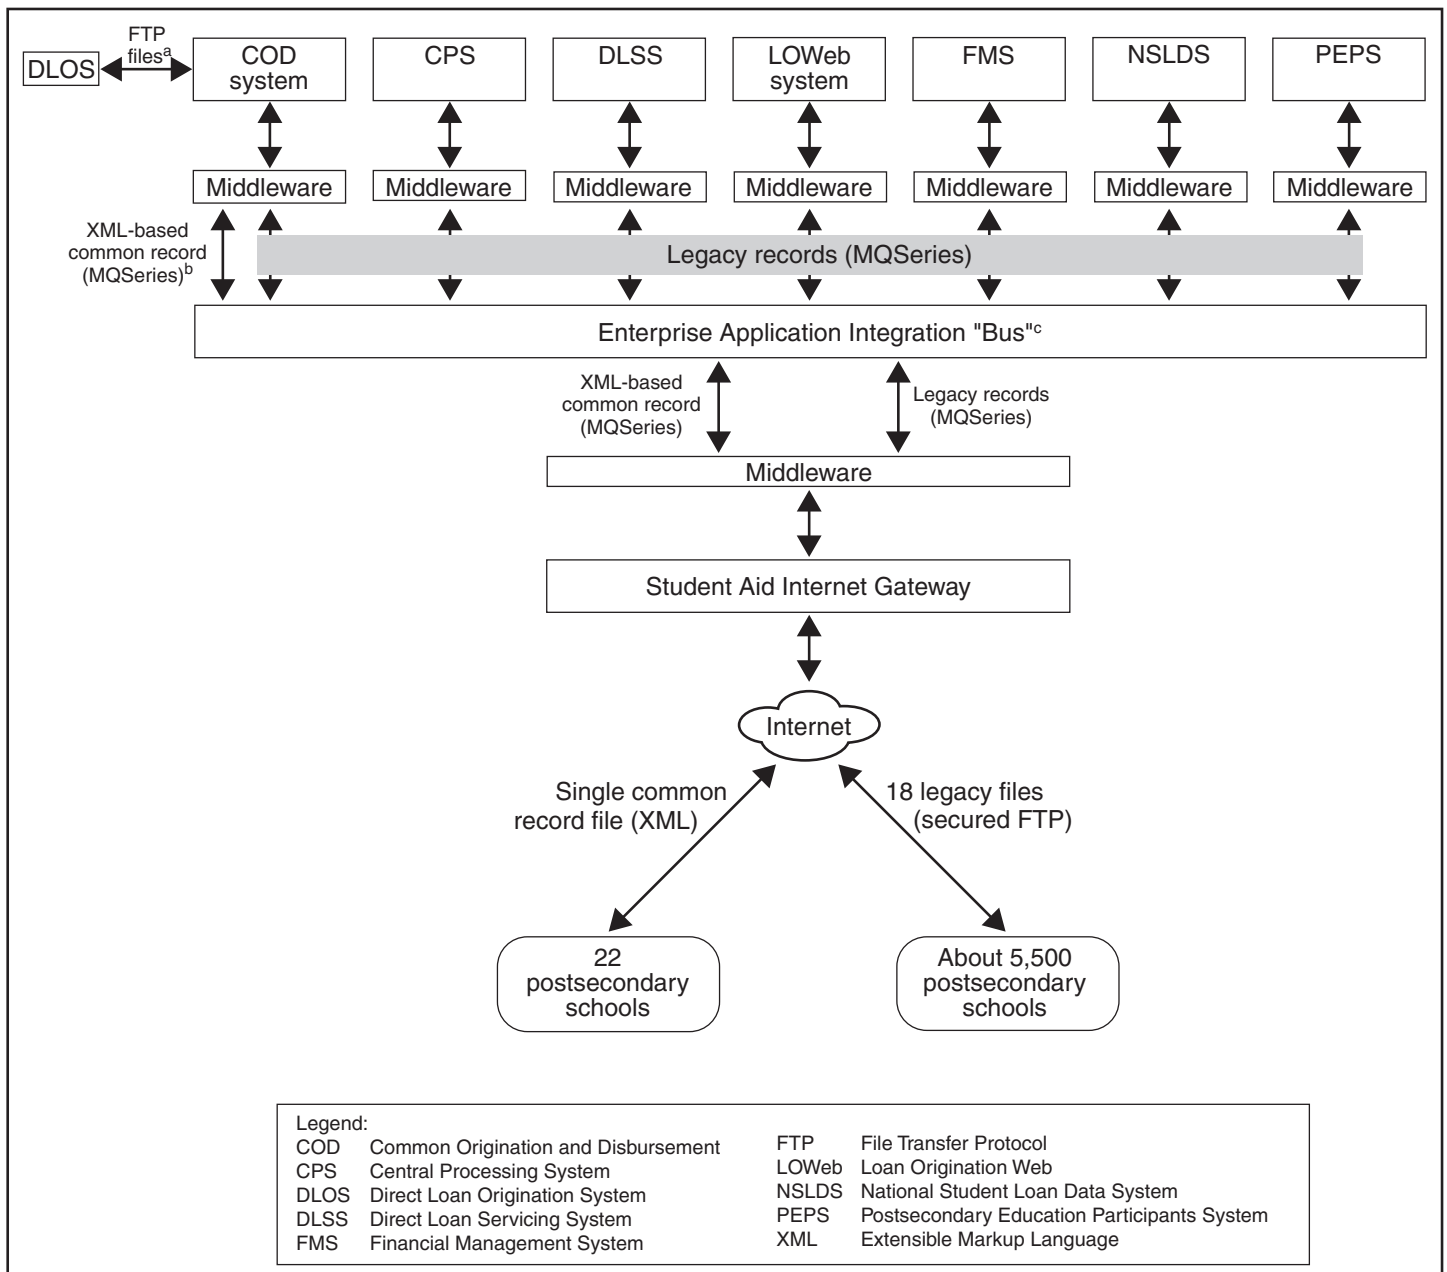 FTP
files a
DLOS
COD
system
CPS
DLSS
LOWeb
system
FMS
NSLDS
PEPS
Middleware
Middleware
Middleware
Middleware
Middleware
Middleware
Middleware
XML-based
common record
(MQSeries) b
Legacy records (MQSeries)
Enterprise Application Integration "Bus" c
XML-based
common record
(MQSeries)
Legacy records
(MQSeries)
Middleware
Student Aid Internet Gateway
Internet
Single common
record file (XML)
18 legacy files
(secured FTP)
22
postsecondary
schools
About 5,500
postsecondary
schools
Legend:
COD Common Origination and Disbursement
CPS Central Processing System
DLOS Direct Loan Origination System
DLSS Direct Loan Servicing System
FMS Financial Management System
FTP File Transfer Protocol
LOWeb Loan Origination Web
NSLDS National Student Loan Data System
PEPS Postsecondary Education Participants System
XML Extensible Markup Language